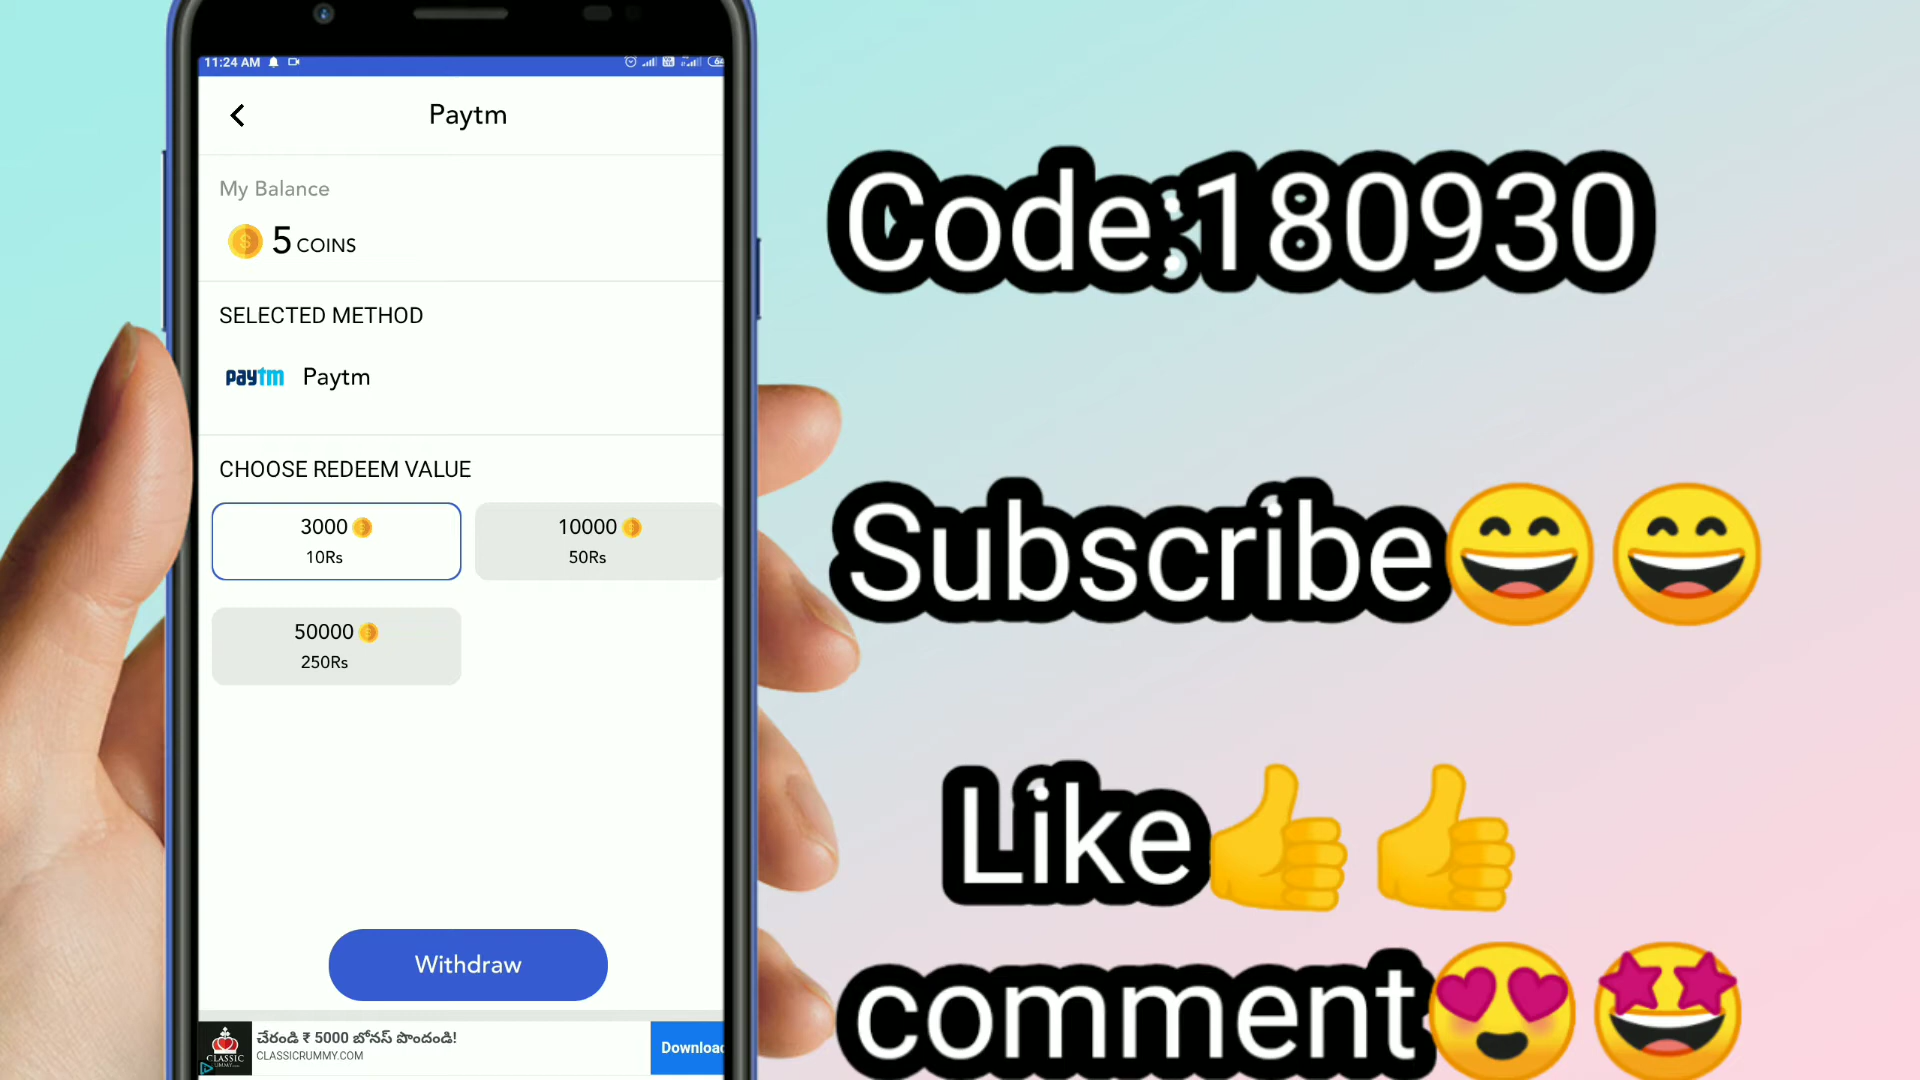 11:24 AM
Paytm
My Balance
5 COINS
SELECTED METHOD
paytm Paytm
CHOOSE REDEEM VALUE
3000
10Rs
10000
50Rs
50000
250Rs
Withdraw
చేరండి ₹ 5000 బోనస్ పొందండి!
CLASSICRUMMY.COM
CLASSIC
Download
Code:180930
Subscribe😄😄
Like👍👍
comment😍🤩